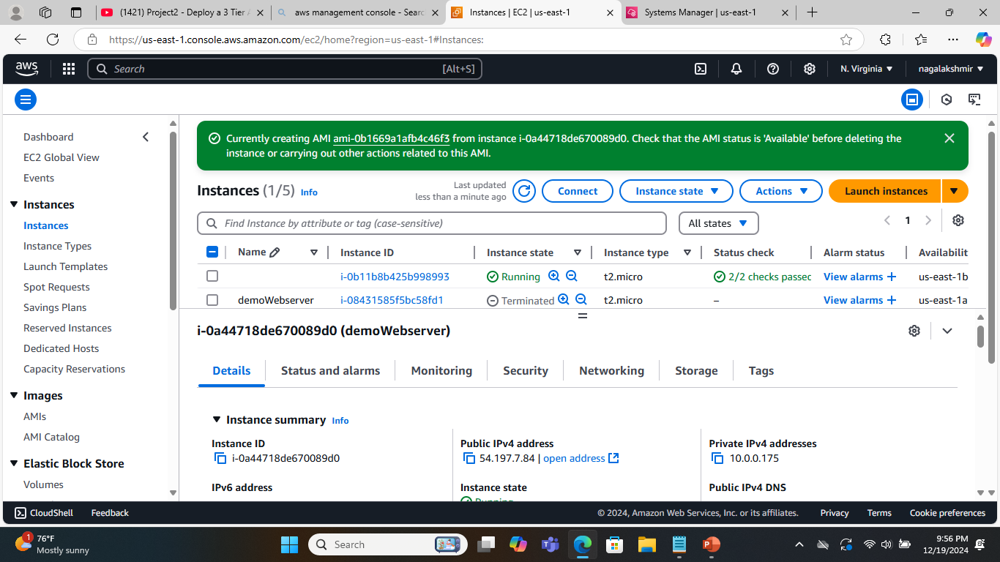 (1421) Project2 - Deploy a 3 Tier A
aws management console - Searc
Instances | EC2 | us-east-1
Systems Manager | us-east-1
https://us-east-1.console.aws.amazon.com/ec2/home?region=us-east-1#Instances:
aws
Search [Alt+S]
N. Virginia
nagalakshmir
Dashboard
EC2 Global View
Events
Instances
Instances
Instance Types
Launch Templates
Spot Requests
Savings Plans
Reserved Instances
Dedicated Hosts
Capacity Reservations
Images
AMIs
AMI Catalog
Elastic Block Store
Volumes
Currently creating AMI ami-0b1669a1afb4c46f3 from instance i-0a44718de670089d0. Check that the AMI status is 'Available' before deleting the
instance or carrying out other actions related to this AMI.
Instances (1/5) Info
Last updated
less than a minute ago
Connect
Instance state
Actions
Launch instances
Find Instance by attribute or tag (case-sensitive)
All states
1
Name Instance ID Instance state Instance type Status check Alarm status Availabilit
i-0b11b8b425b998993 Running t2.micro 2/2 checks passec View alarms + us-east-1b
demoWebserver i-08431585f5bc58fd1 Terminated t2.micro – View alarms + us-east-1a
i-0a44718de670089d0 (demoWebserver)
Details Status and alarms Monitoring Security Networking Storage Tags
Instance summary Info
Instance ID
i-0a44718de670089d0
Public IPv4 address
54.197.7.84 | open address
Private IPv4 addresses
10.0.0.175
IPv6 address
Instance state
Running
Public IPv4 DNS
CloudShell
Feedback
© 2024, Amazon Web Services, Inc. or its affiliates.
Privacy
Terms
Cookie preferences
1
76°F
Mostly sunny
Search
9:56 PM
12/19/2024